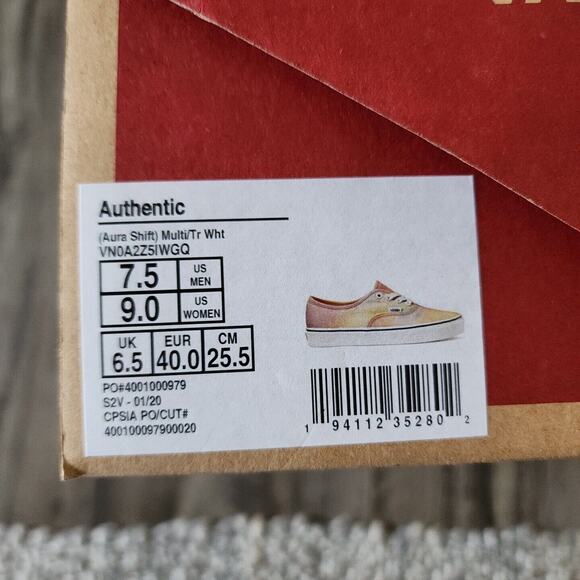 Authentic
(Aura Shift) Multi/Tr Wht
VN0A2Z5IWGQ
7.5 US MEN
9.0 US WOMEN
UK EUR CM
6.5 40.0 25.5
PO#4001000979
S2V - 01/20
CPSIA PO/CUT#
400100097900020
1 94112 35280 2